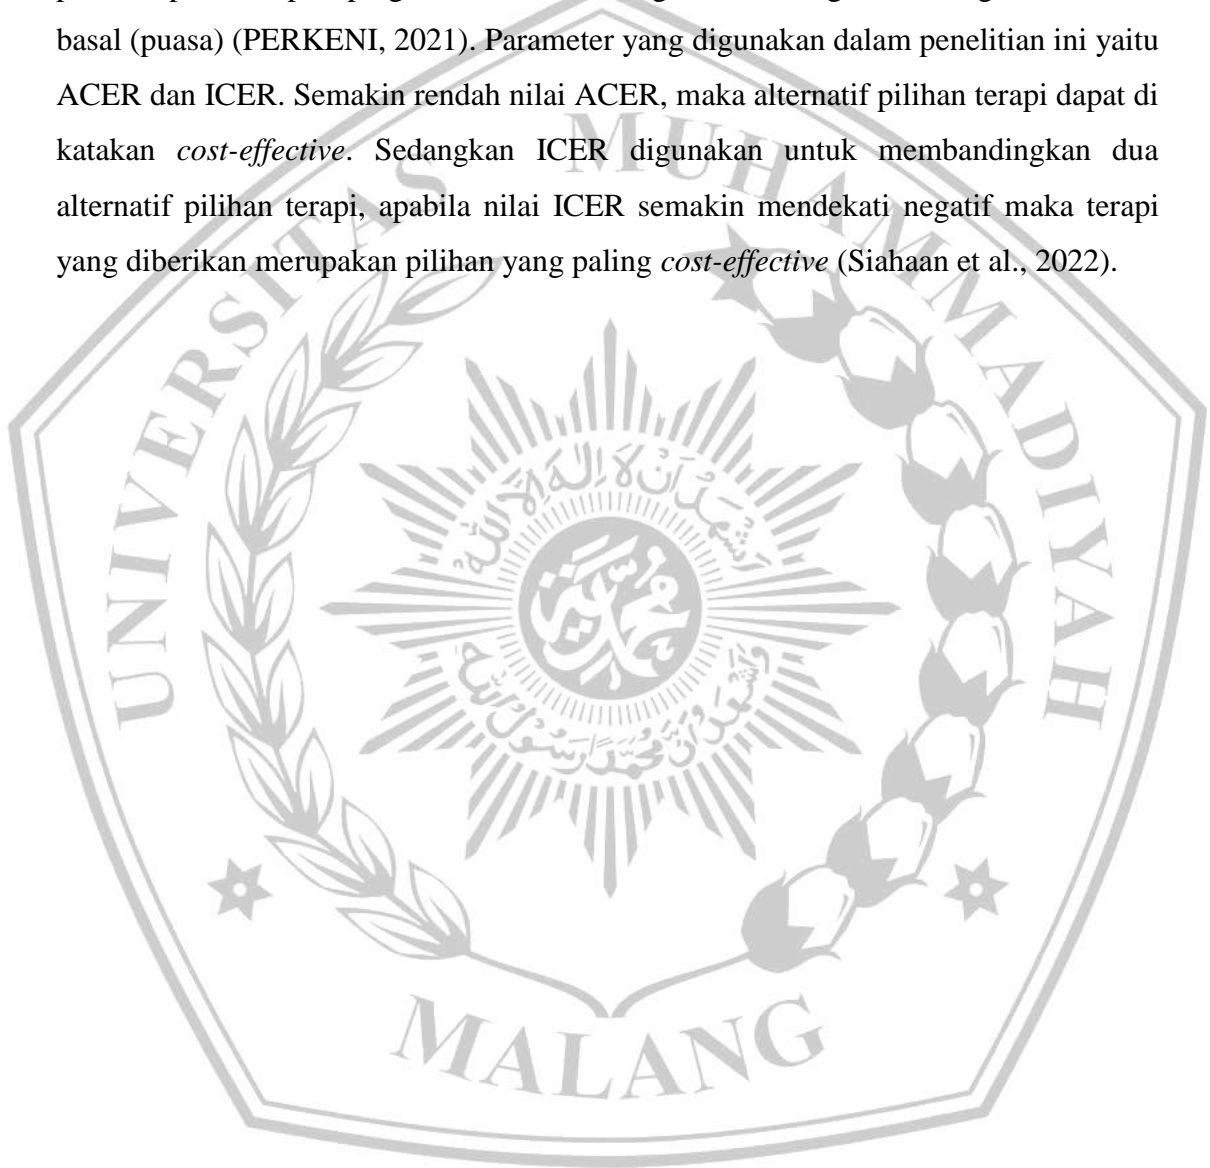 basal (puasa) (PERKENI, 2021). Parameter yang digunakan dalam penelitian ini yaitu
ACER dan ICER. Semakin rendah nilai ACER, maka alternatif pilihan terapi dapat di
katakan cost-effective. Sedangkan ICER digunakan untuk membandingkan dua
alternatif pilihan terapi, apabila nilai ICER semakin mendekati negatif maka terapi
yang diberikan merupakan pilihan yang paling cost-effective (Siahaan et al., 2022).
UNIVERSITAS MUHAMMADIYAH
MALANG